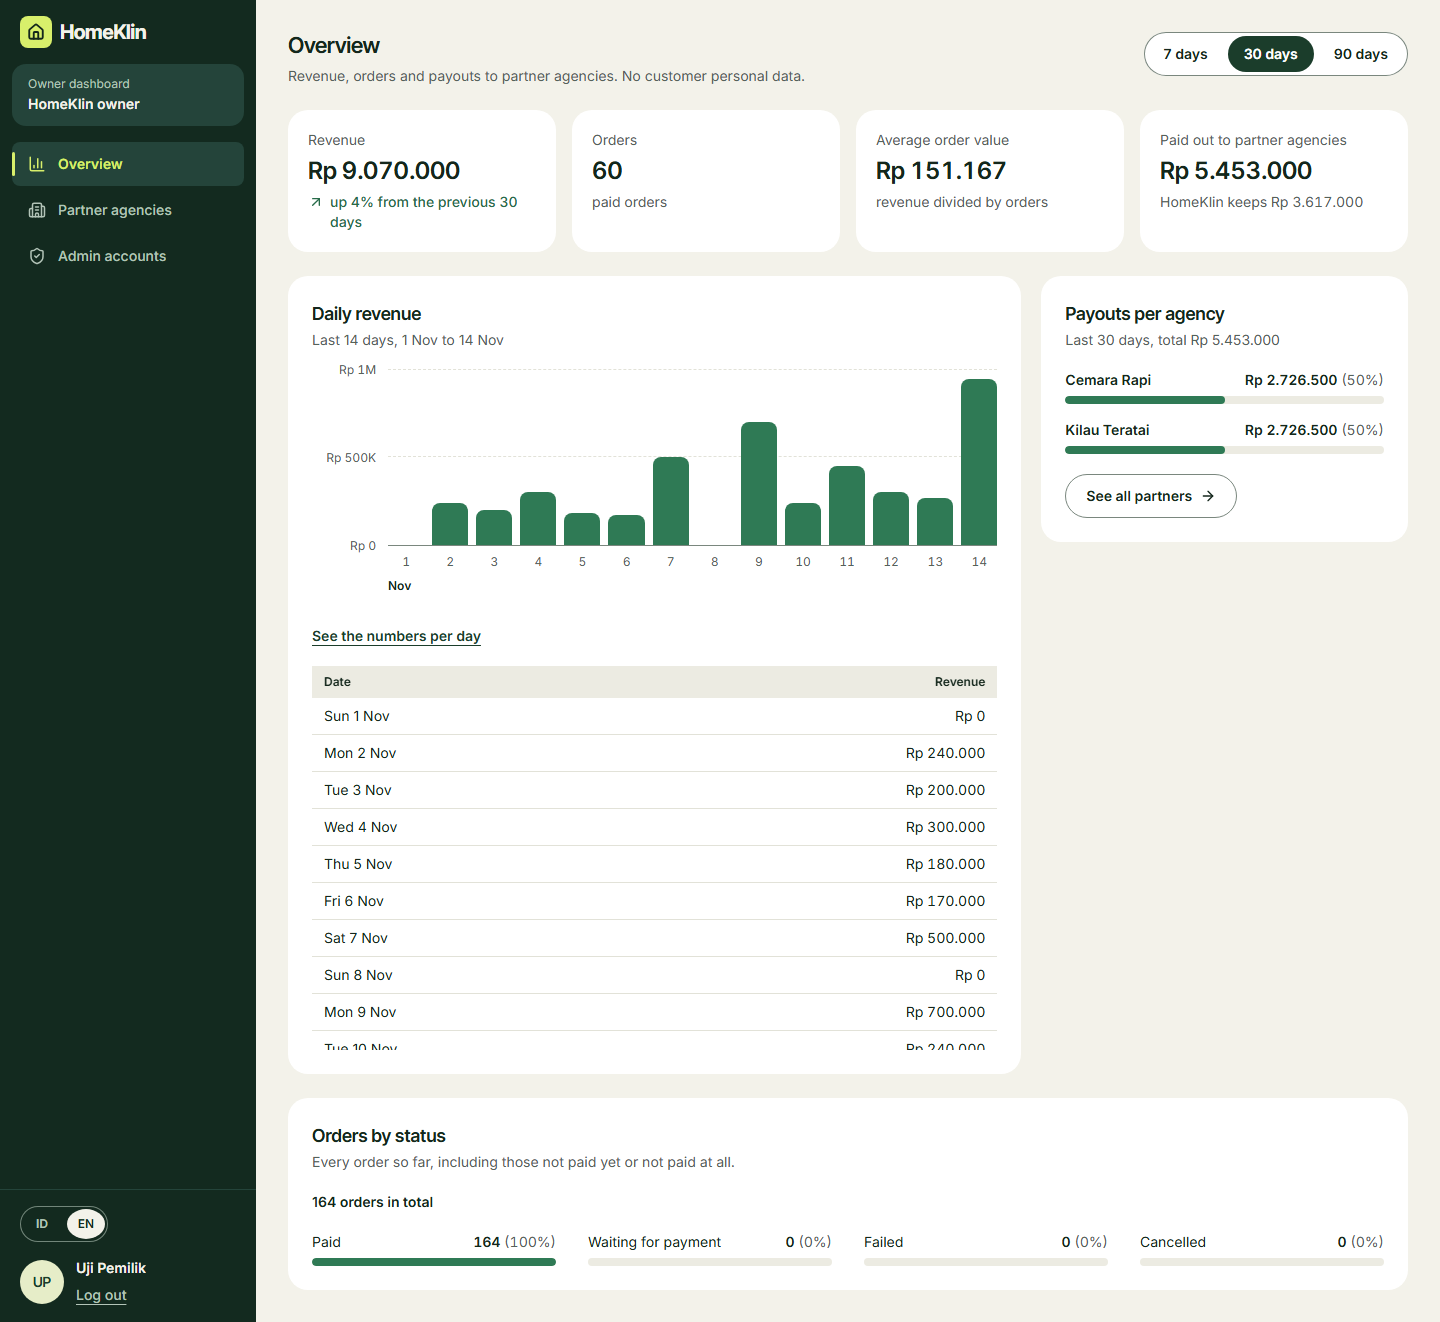 HomeKlin
Owner dashboard
HomeKlin owner
Overview
Partner agencies
Admin accounts
ID EN
UP
Uji Pemilik
Log out
Overview
Revenue, orders and payouts to partner agencies. No customer personal data.
7 days 30 days 90 days
Revenue
Rp 9.070.000
up 4% from the previous 30
days
Orders
60
paid orders
Average order value
Rp 151.167
revenue divided by orders
Paid out to partner agencies
Rp 5.453.000
HomeKlin keeps Rp 3.617.000
Daily revenue
Last 14 days, 1 Nov to 14 Nov
Rp 1M
Rp 500K
Rp 0
1 2 3 4 5 6 7 8 9 10 11 12 13 14
Nov
See the numbers per day
Date Revenue
Sun 1 Nov Rp 0
Mon 2 Nov Rp 240.000
Tue 3 Nov Rp 200.000
Wed 4 Nov Rp 300.000
Thu 5 Nov Rp 180.000
Fri 6 Nov Rp 170.000
Sat 7 Nov Rp 500.000
Sun 8 Nov Rp 0
Mon 9 Nov Rp 700.000
Tue 10 Nov Rp 240.000
Payouts per agency
Last 30 days, total Rp 5.453.000
Cemara Rapi Rp 2.726.500 (50%)
Kilau Teratai Rp 2.726.500 (50%)
See all partners
Orders by status
Every order so far, including those not paid yet or not paid at all.
164 orders in total
Paid 164 (100%)
Waiting for payment 0 (0%)
Failed 0 (0%)
Cancelled 0 (0%)